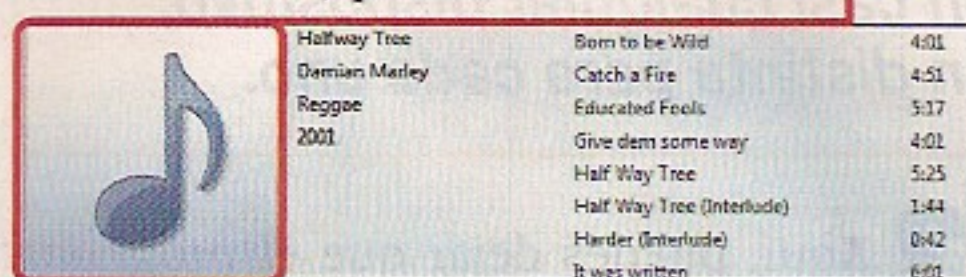 Halfway Tree
Damian Marley
Reggae
2001
Born to be Wild 4:01
Catch a Fire 4:51
Educated Fools 5:17
Give dem some way 4:01
Half Way Tree 5:25
Half Way Tree (Interlude) 1:44
Harder (Interlude) 0:42
It was written 6:01